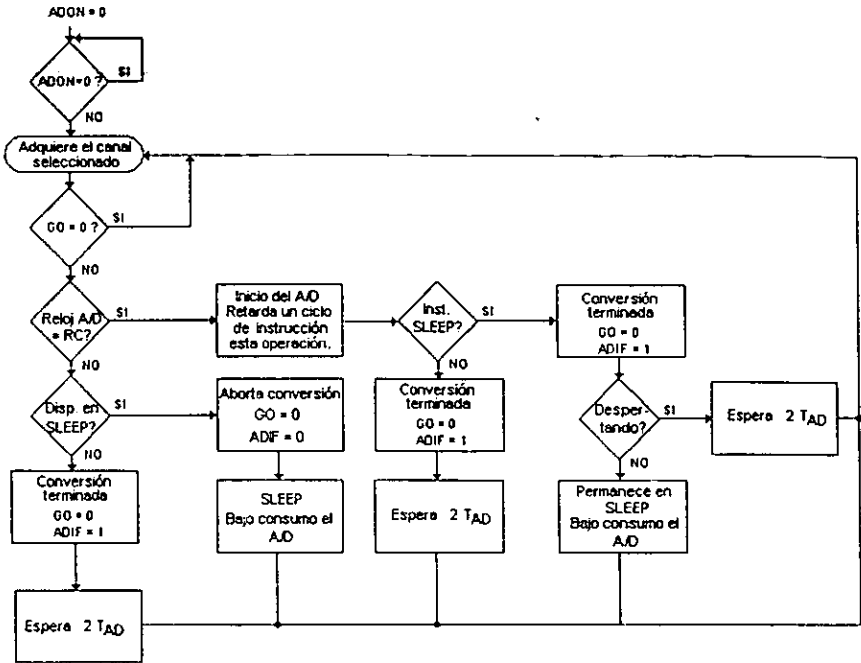 ADON = 0
ADON=0 ?
SI
NO
Adquiere el canal
seleccionado
GO = 0 ?
SI
NO
Reloj A/D
= RC?
SI
NO
Inicio del A/D
Retarda un ciclo
de instrucción
esta operación.
Inst.
SLEEP?
SI
NO
Conversión
terminada
GO = 0
ADIF = 1
Disp. en
SLEEP?
SI
NO
Aborta conversión
GO = 0
ADIF = 0
Conversión
terminada
GO = 0
ADIF = 1
Desper-
tando?
SI
NO
Espera 2 TAD
Conversión
terminada
GO = 0
ADIF = 1
SLEEP
Bajo consumo el
A/D
Espera 2 TAD
Permanece en
SLEEP
Bajo consumo el
A/D
Espera 2 TAD